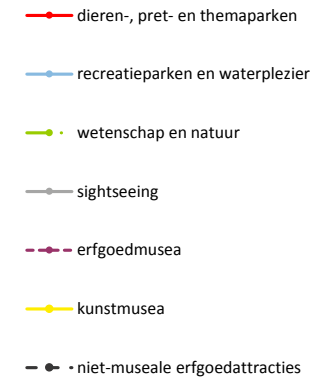 dieren-, pret- en themaparken
recreatieparken en waterplezier
wetenschap en natuur
sightseeing
erfgoedmusea
kunstmusea
niet-museale erfgoedattracties